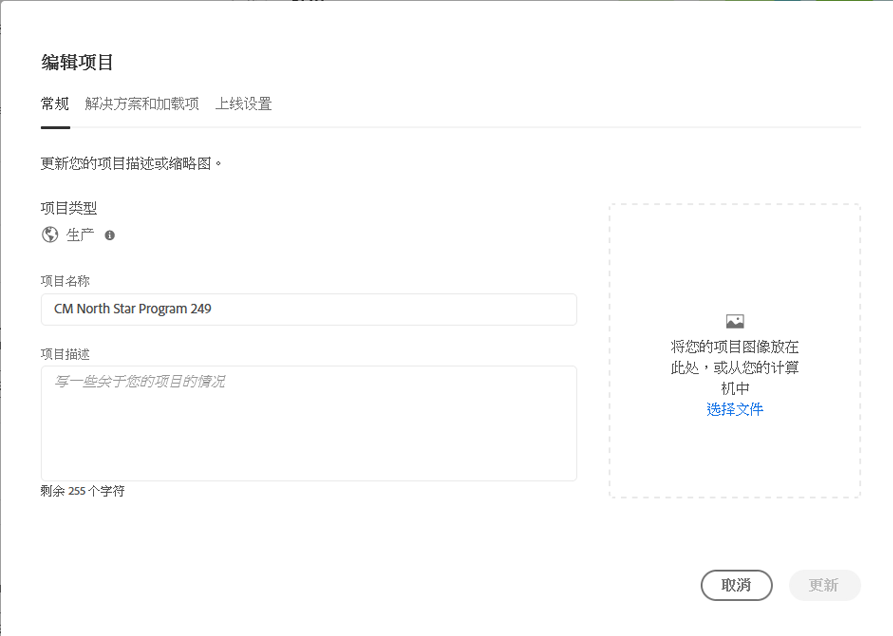 编辑项目
常规 解决方案和加载项 上线设置
更新您的项目描述或缩略图。
项目类型
生产
项目名称
CM North Star Program 249
项目描述
写一些关于您的项目的情况
剩余 255 个字符
将您的项目图像放在
此处，或从您的计算
机中
选择文件
取消 更新